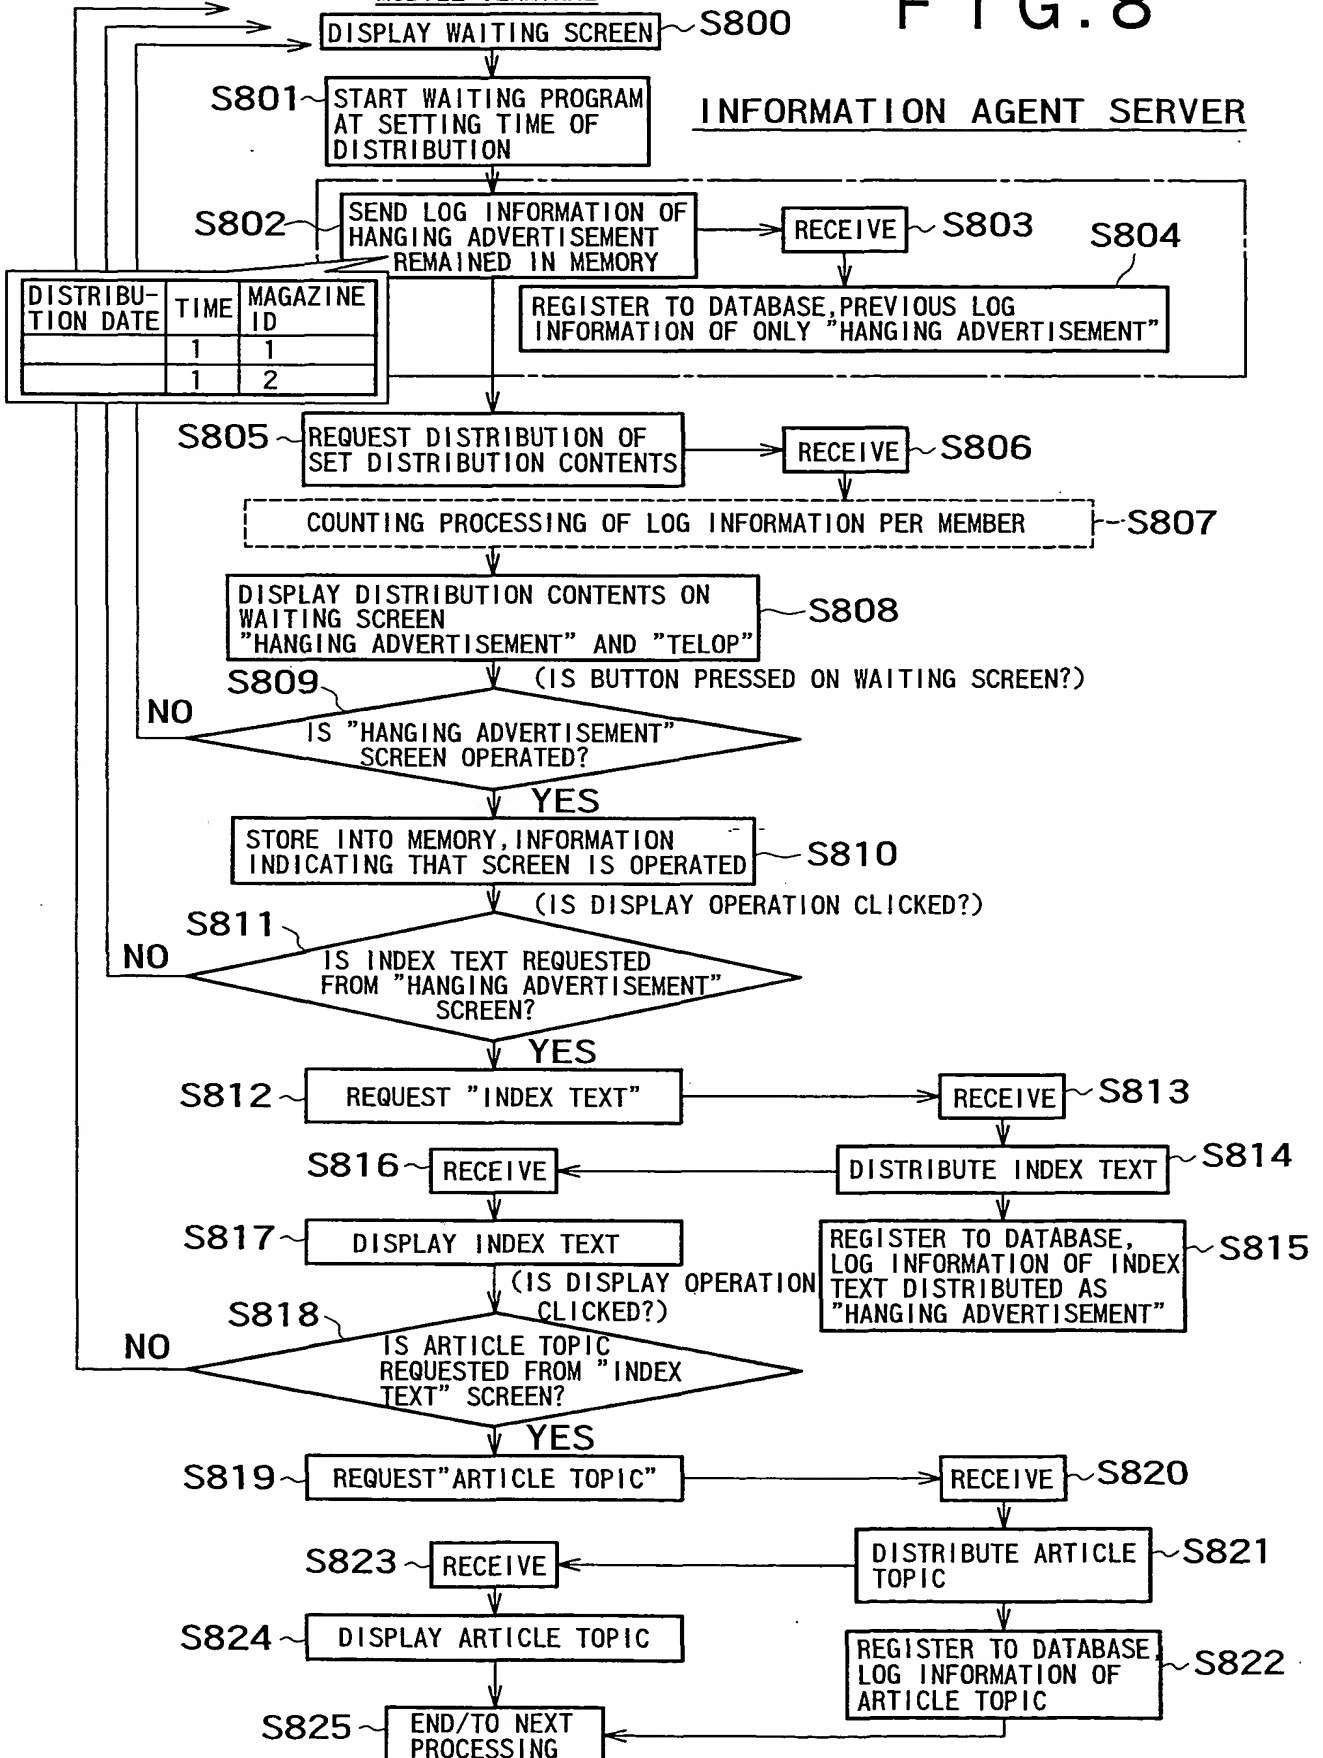 FIG.8
DISPLAY WAITING SCREEN
S800
S801
START WAITING PROGRAM
AT SETTING TIME OF
DISTRIBUTION
INFORMATION AGENT SERVER
S802
SEND LOG INFORMATION OF
HANGING ADVERTISEMENT
REMAINED IN MEMORY
RECEIVE
S803
S804
DISTRIBU-
TION DATE
TIME
MAGAZINE
ID
1
1
1
2
REGISTER TO DATABASE,PREVIOUS LOG
INFORMATION OF ONLY "HANGING ADVERTISEMENT"
S805
REQUEST DISTRIBUTION OF
SET DISTRIBUTION CONTENTS
RECEIVE
S806
COUNTING PROCESSING OF LOG INFORMATION PER MEMBER
S807
DISPLAY DISTRIBUTION CONTENTS ON
WAITING SCREEN
"HANGING ADVERTISEMENT" AND "TELOP"
S808
S809
(IS BUTTON PRESSED ON WAITING SCREEN?)
NO
IS "HANGING ADVERTISEMENT"
SCREEN OPERATED?
YES
STORE INTO MEMORY,INFORMATION
INDICATING THAT SCREEN IS OPERATED
S810
(IS DISPLAY OPERATION CLICKED?)
S811
NO
IS INDEX TEXT REQUESTED
FROM "HANGING ADVERTISEMENT"
SCREEN?
YES
S812
REQUEST "INDEX TEXT"
RECEIVE
S813
S816
RECEIVE
DISTRIBUTE INDEX TEXT
S814
S817
DISPLAY INDEX TEXT
REGISTER TO DATABASE,
LOG INFORMATION OF INDEX
TEXT DISTRIBUTED AS
"HANGING ADVERTISEMENT"
S815
(IS DISPLAY OPERATION
CLICKED?)
S818
NO
IS ARTICLE TOPIC
REQUESTED FROM "INDEX
TEXT" SCREEN?
YES
S819
REQUEST"ARTICLE TOPIC"
RECEIVE
S820
S823
RECEIVE
DISTRIBUTE ARTICLE
TOPIC
S821
S824
DISPLAY ARTICLE TOPIC
REGISTER TO DATABASE,
LOG INFORMATION OF
ARTICLE TOPIC
S822
S825
END/TO NEXT
PROCESSING